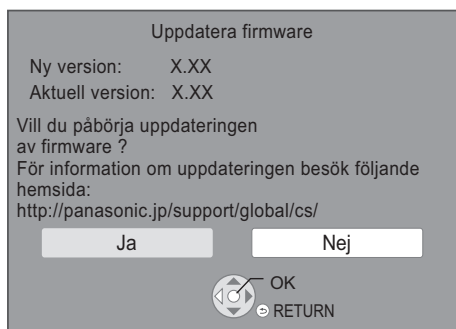 Uppdatera firmware
Ny version: X.XX
Aktuell version: X.XX
Vill du påbörja uppdateringen
av firmware ?
För information om uppdateringen besök följande
hemsida:
http://panasonic.jp/support/global/cs/
Ja Nej
OK
RETURN